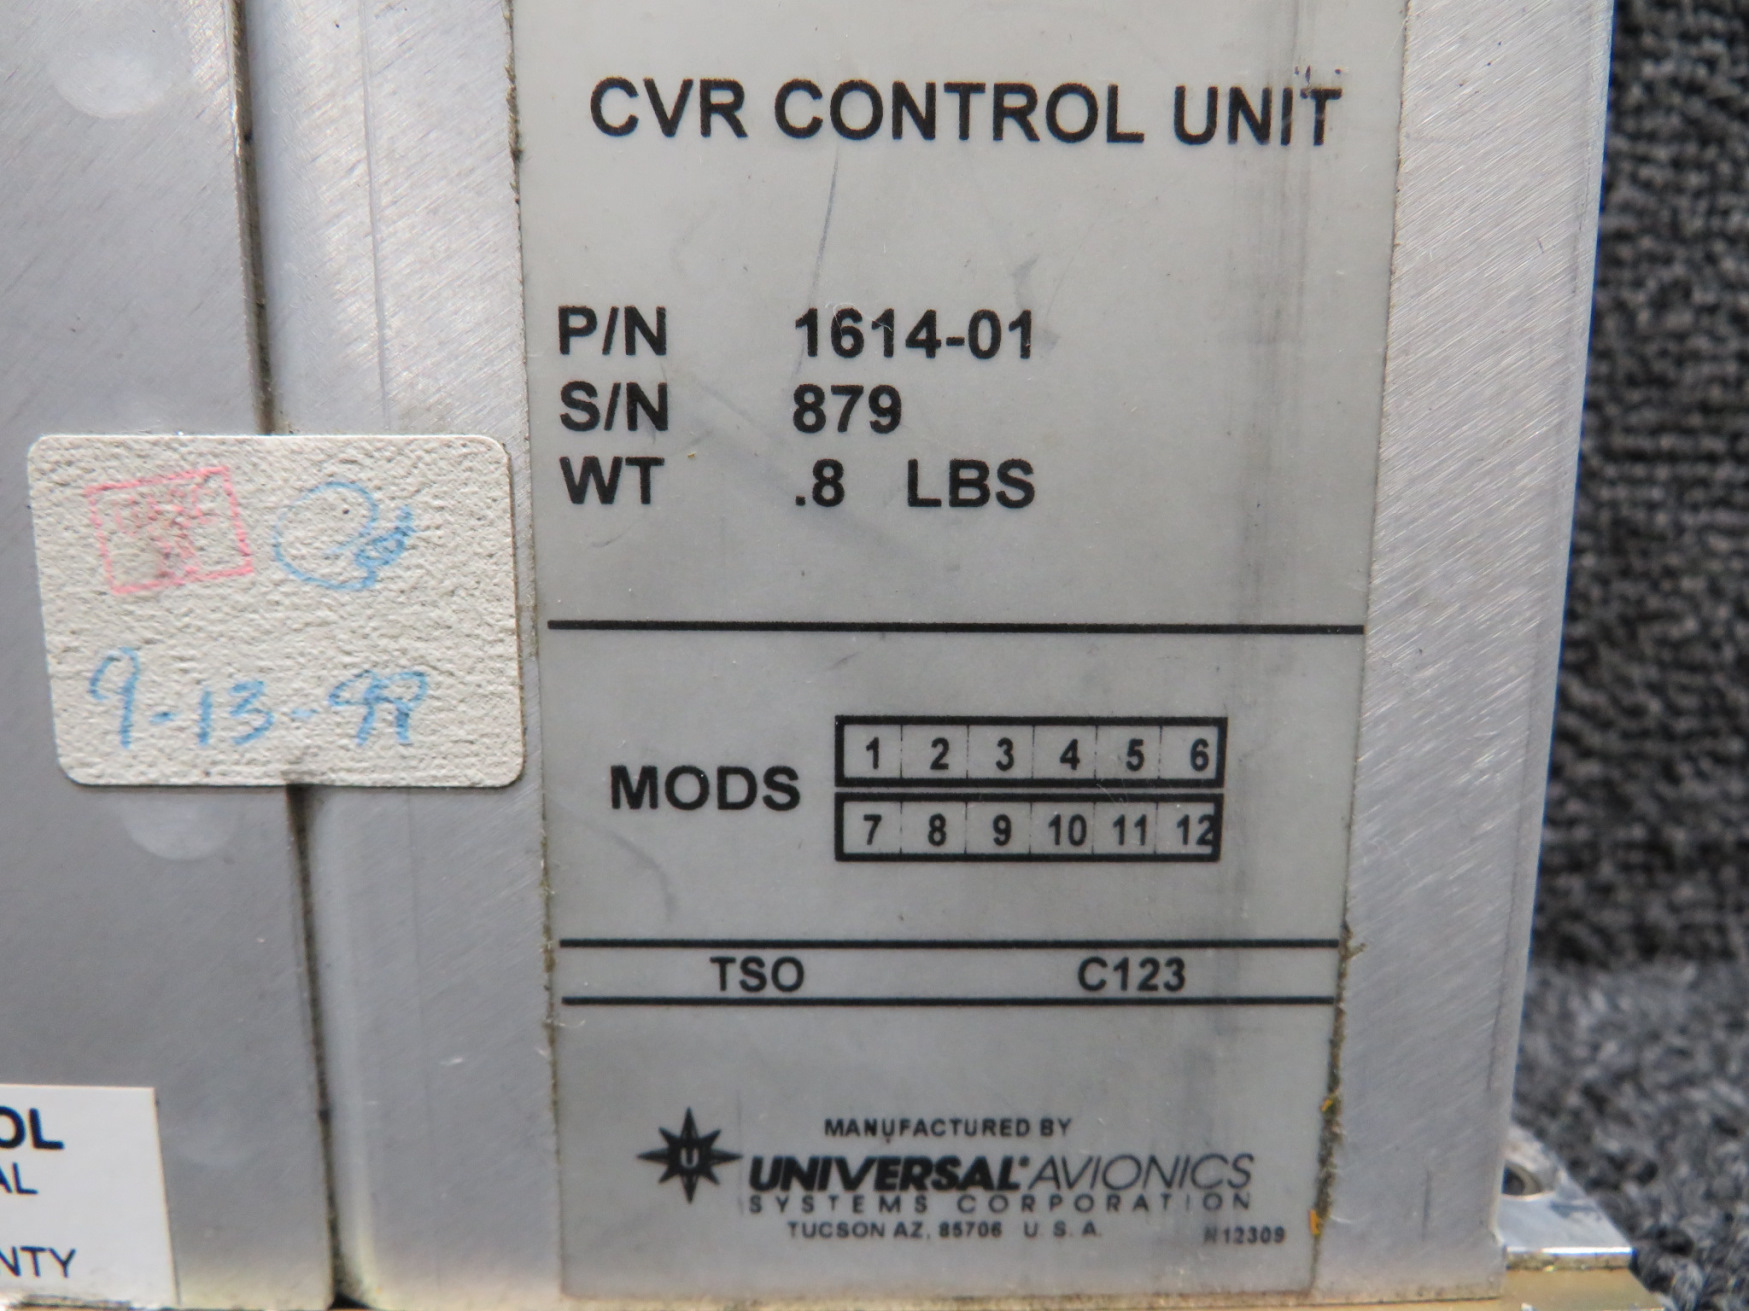 CVR CONTROL UNIT
P/N 1614-01
S/N 879
WT .8 LBS
MODS
1 2 3 4 5 6
7 8 9 10 11 12
TSO C123
MANUFACTURED BY
U
UNIVERSAL® AVIONICS
SYSTEMS CORPORATION
TUCSON AZ, 85706 U.S.A.
N12309
9-13-99
OL
AL
NTY